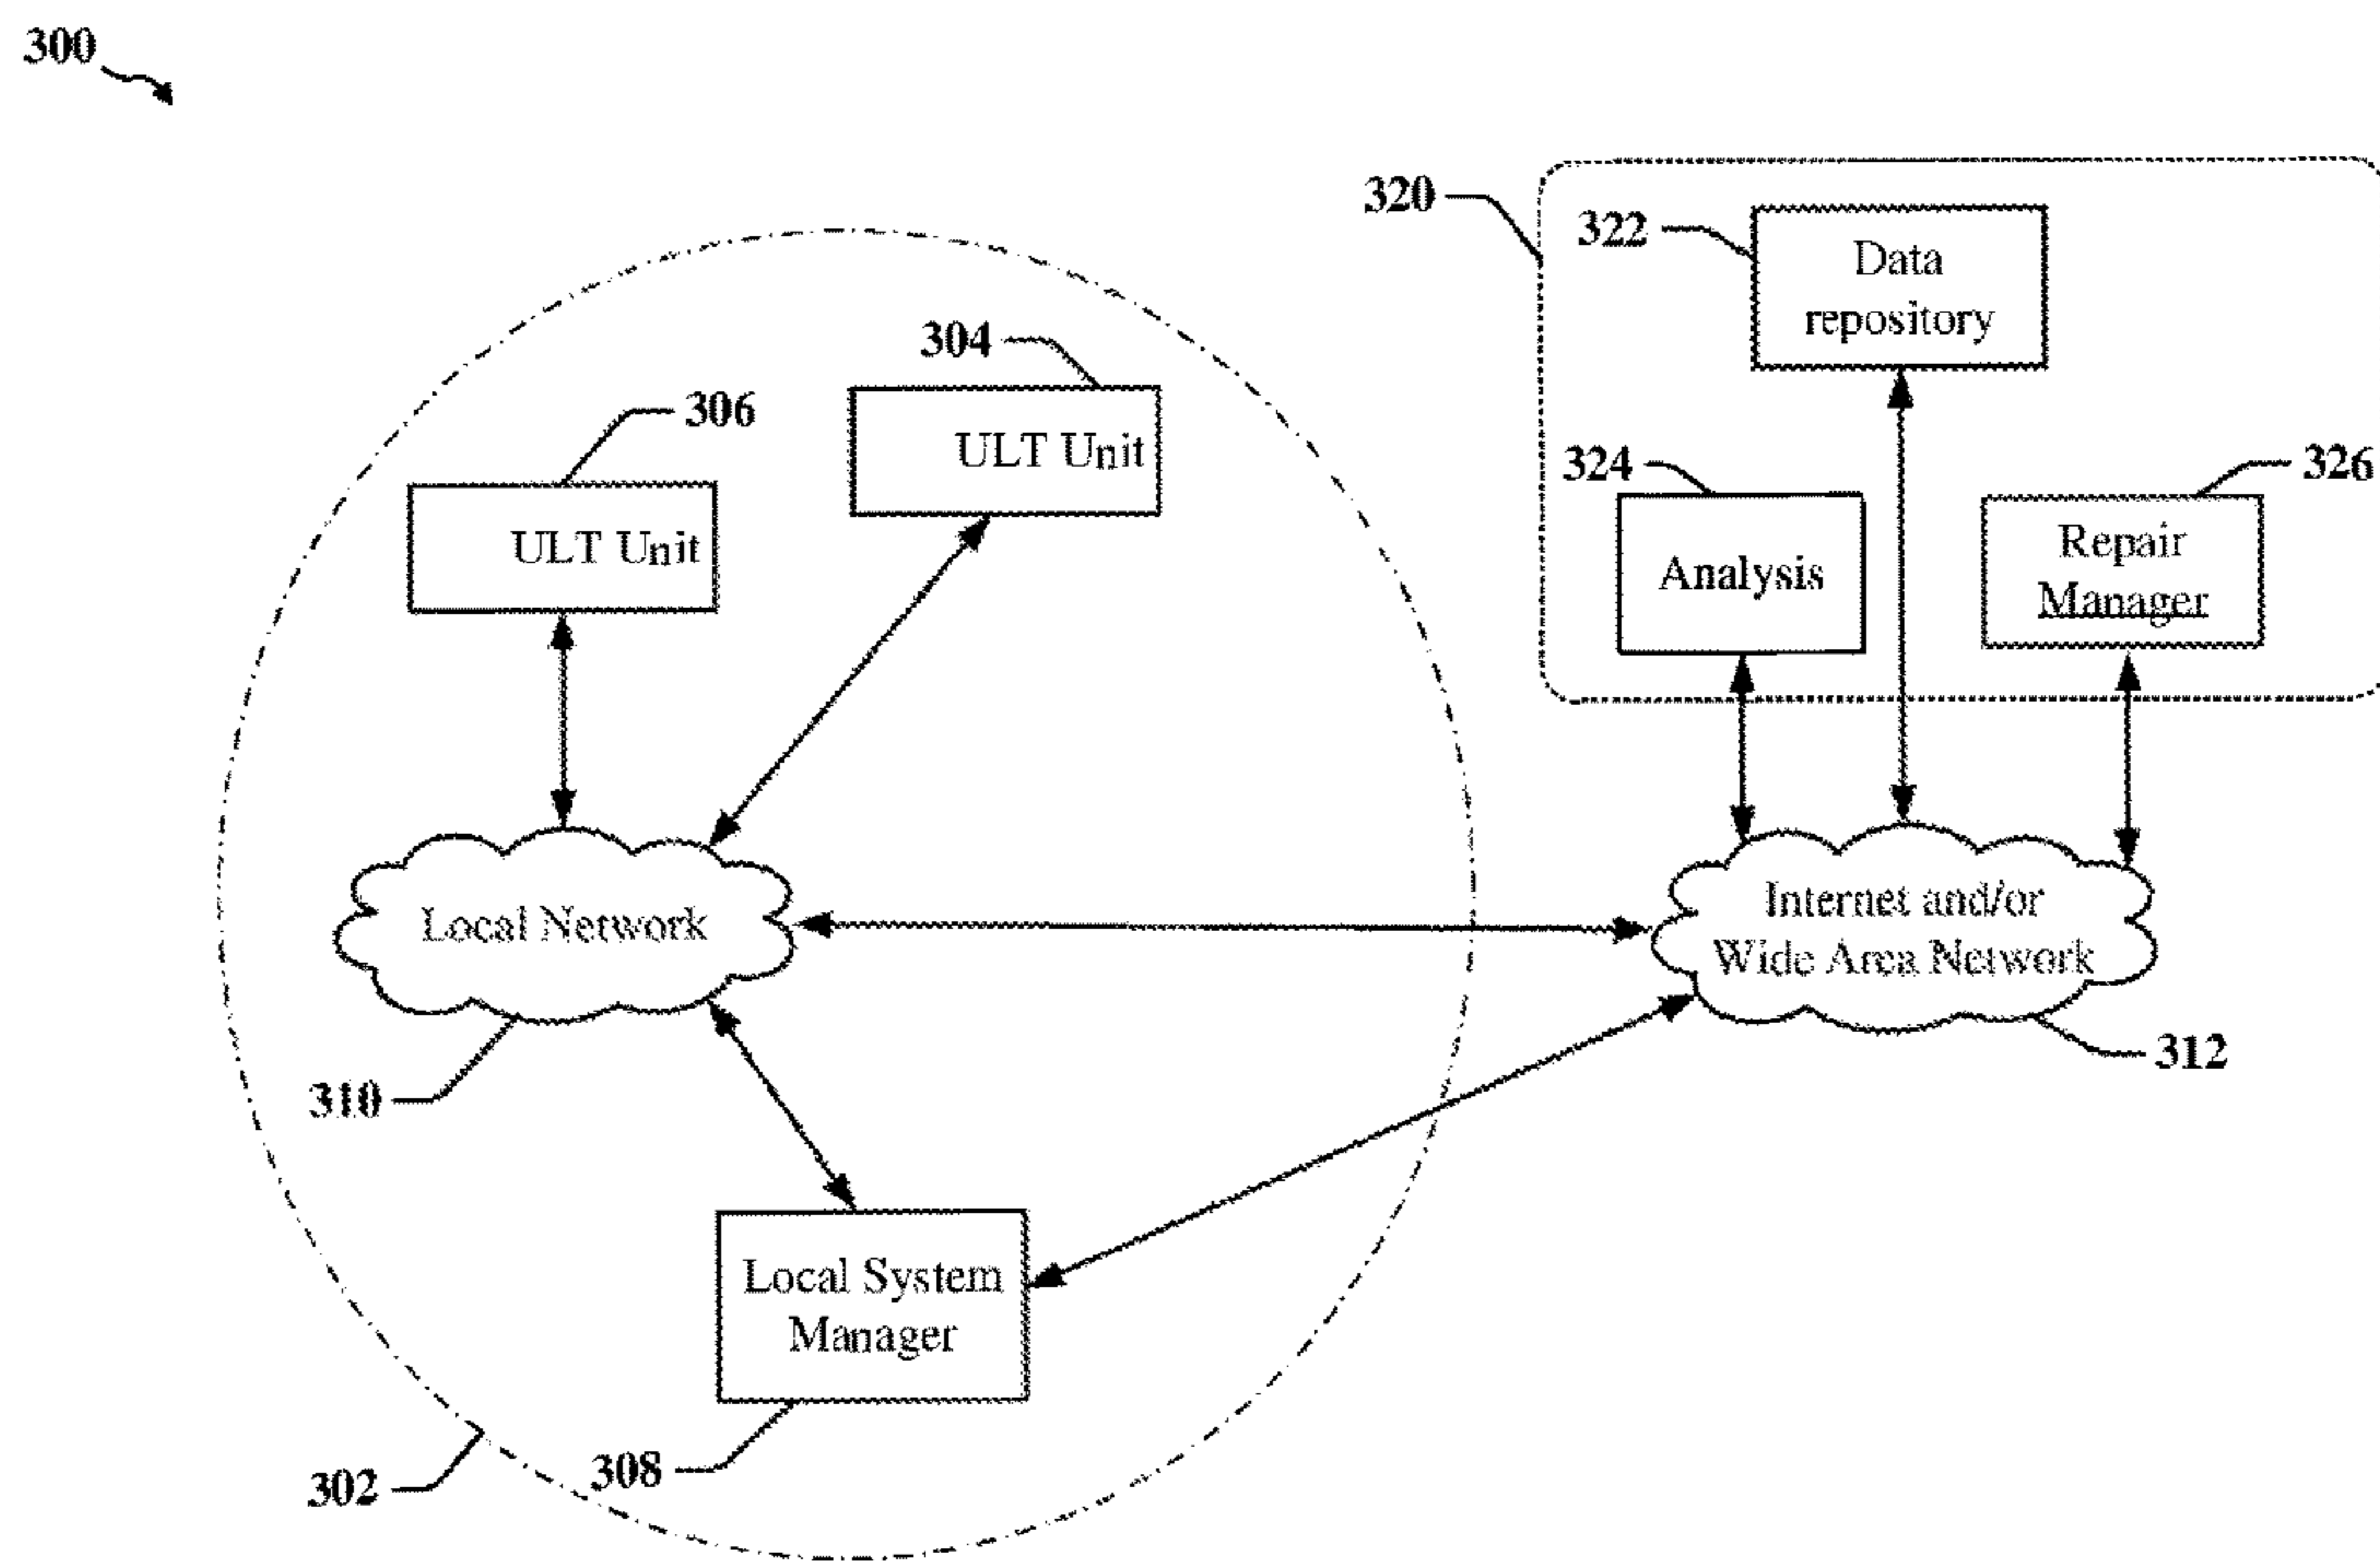 300
320
322
Data
repository
304
ULT Unit
306
ULT Unit
324
Analysis
326
Repair
Manager
Local Network
Internet and/or
Wide Area Network
310
312
Local System
Manager
308
302